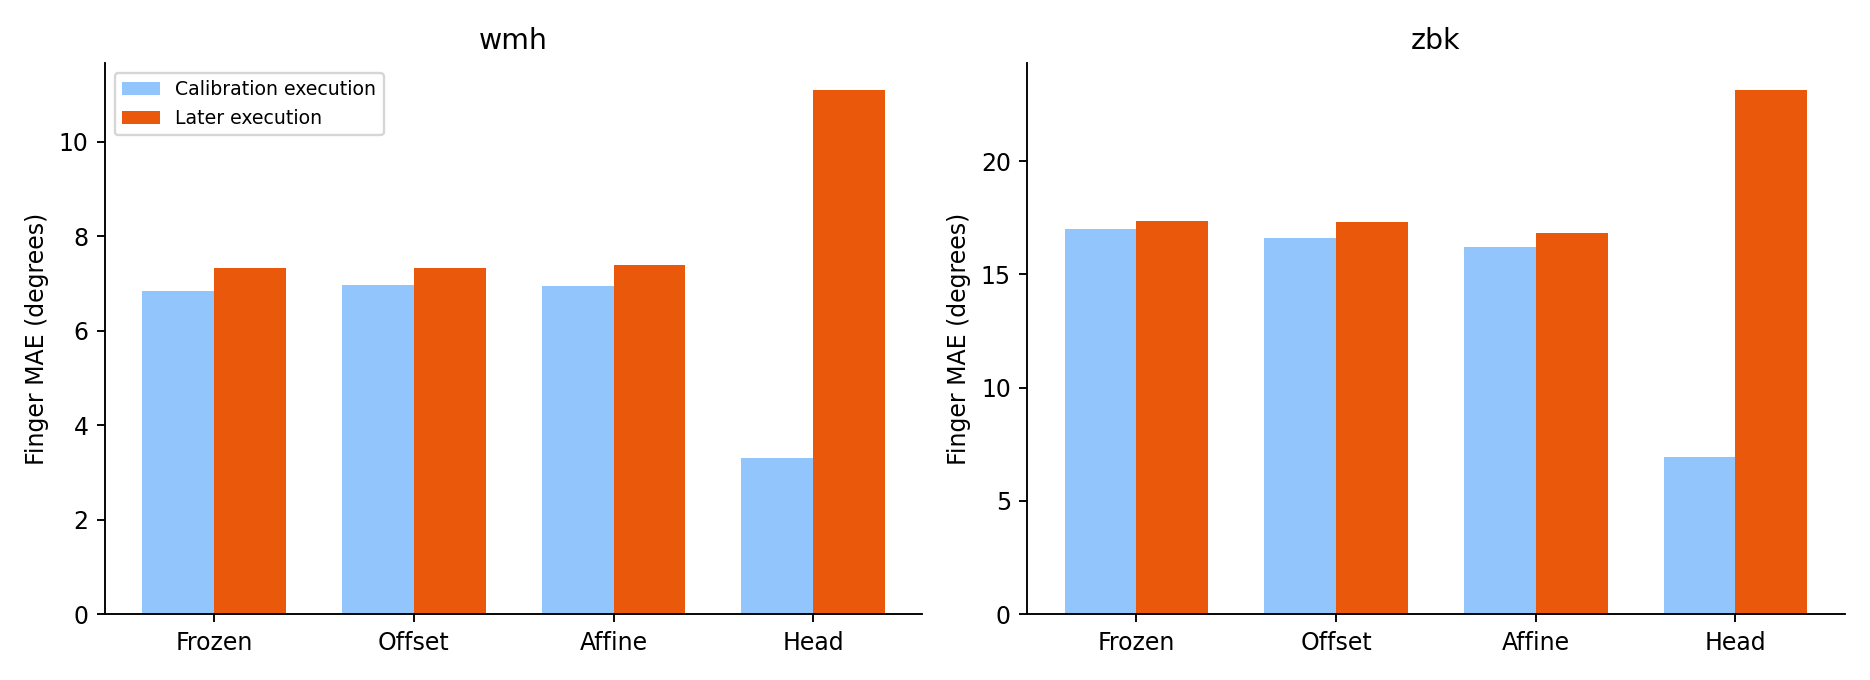 wmh
Calibration execution
Later execution
Finger MAE (degrees)
10
8
6
4
2
0
Frozen
Offset
Affine
Head
zbk
Finger MAE (degrees)
20
15
10
5
0
Frozen
Offset
Affine
Head